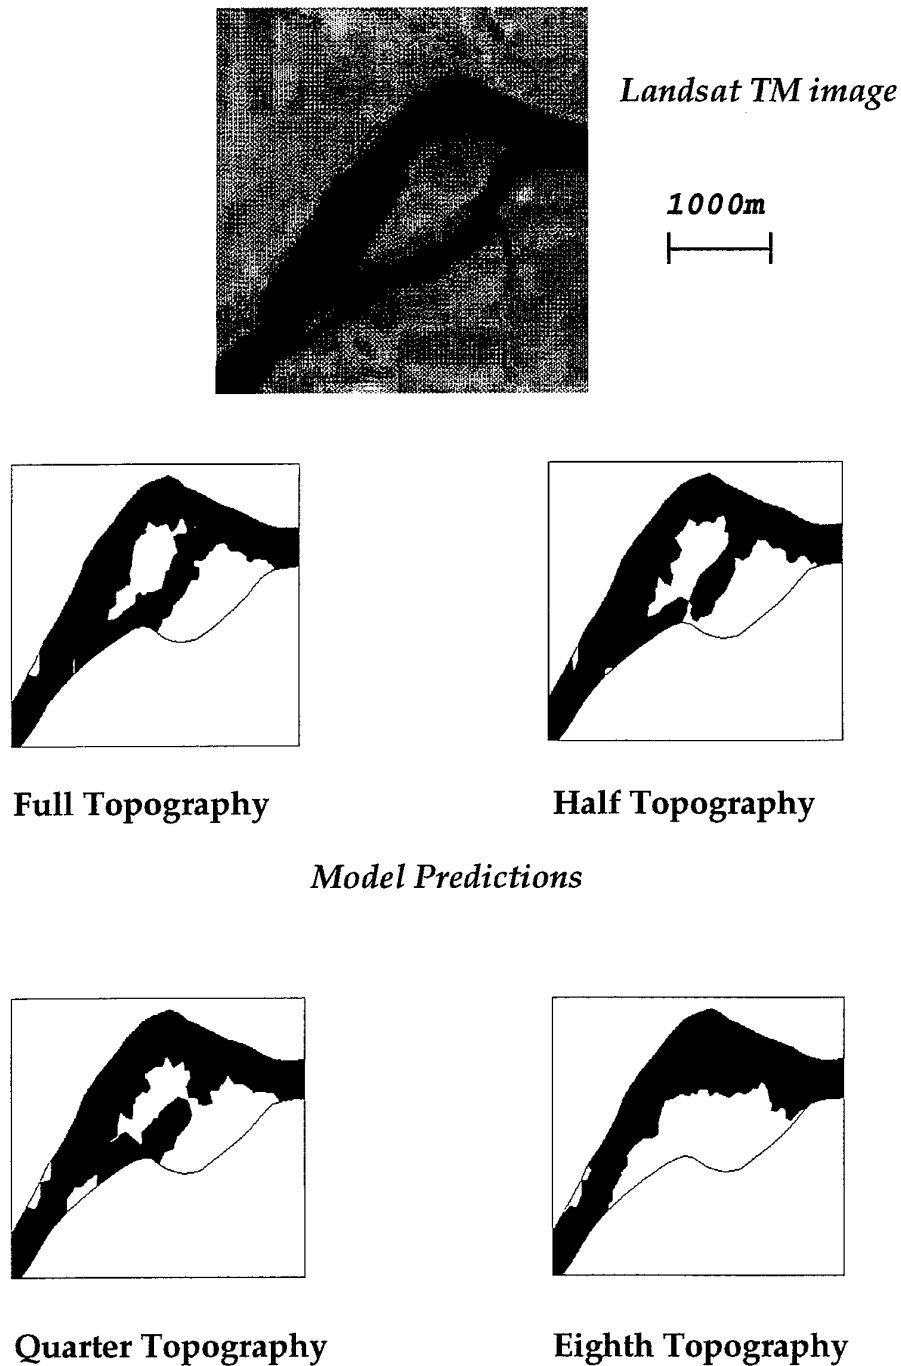 Landsat TM image
1000m
Full Topography
Half Topography
Model Predictions
Quarter Topography
Eighth Topography